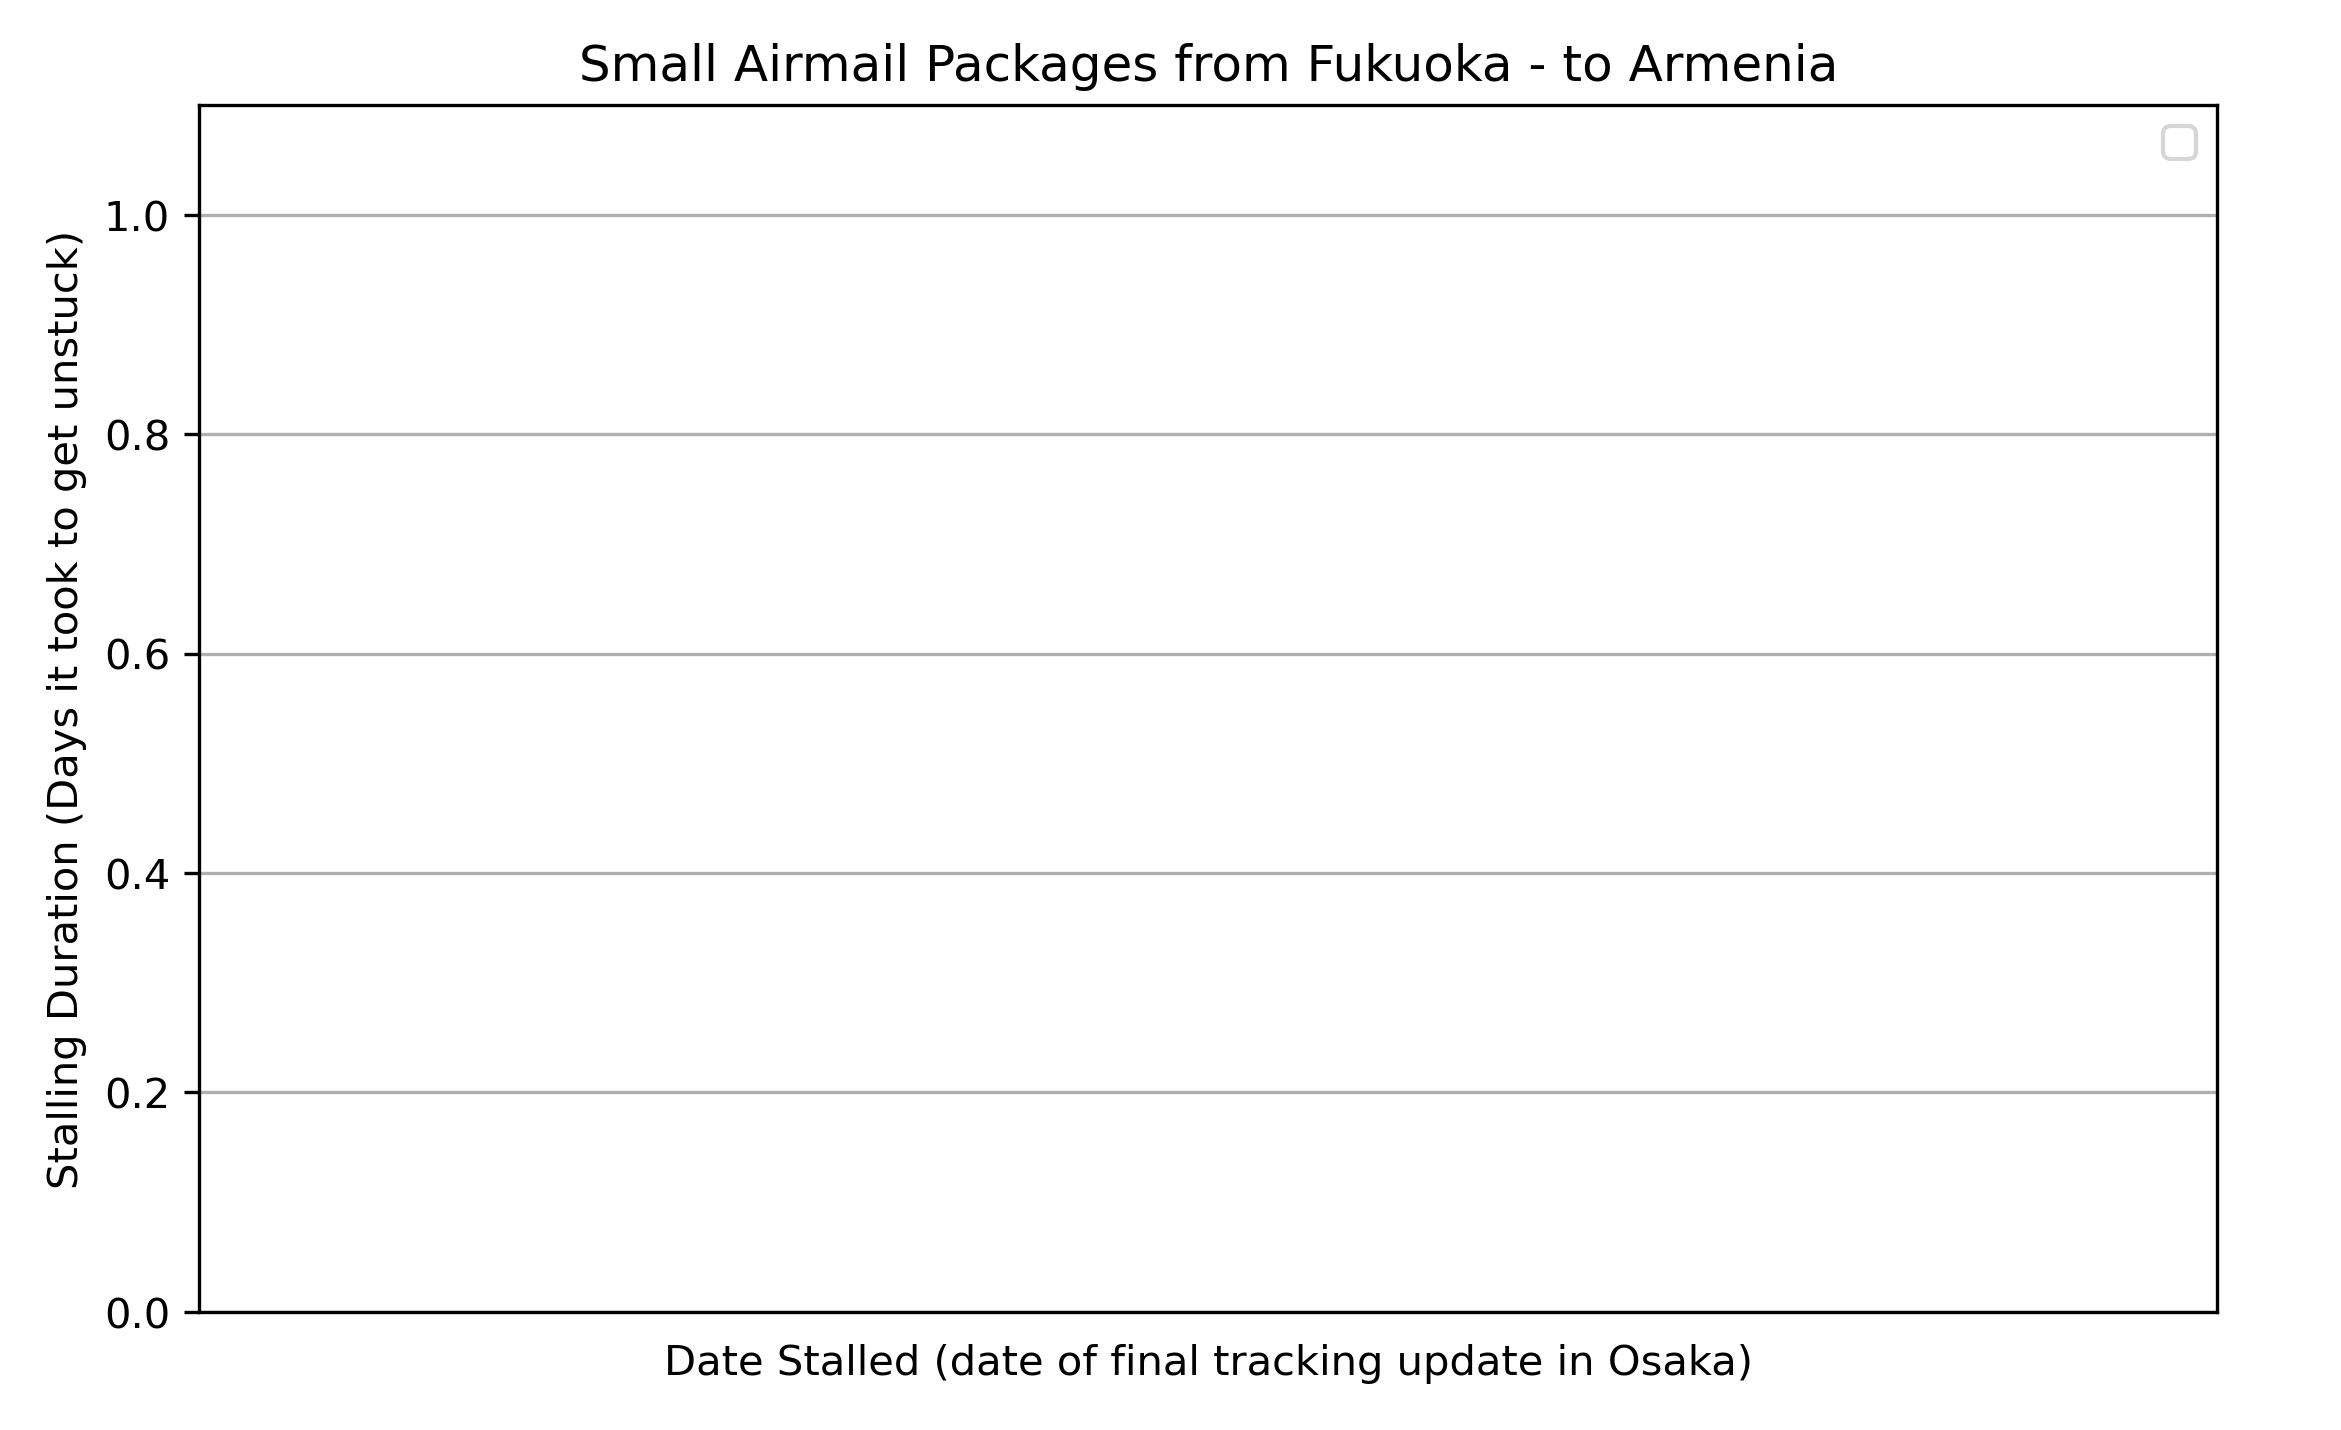 Small Airmail Packages from Fukuoka - to Armenia
Stalling Duration (Days it took to get unstuck)
1.0
0.8
0.6
0.4
0.2
0.0
Date Stalled (date of final tracking update in Osaka)